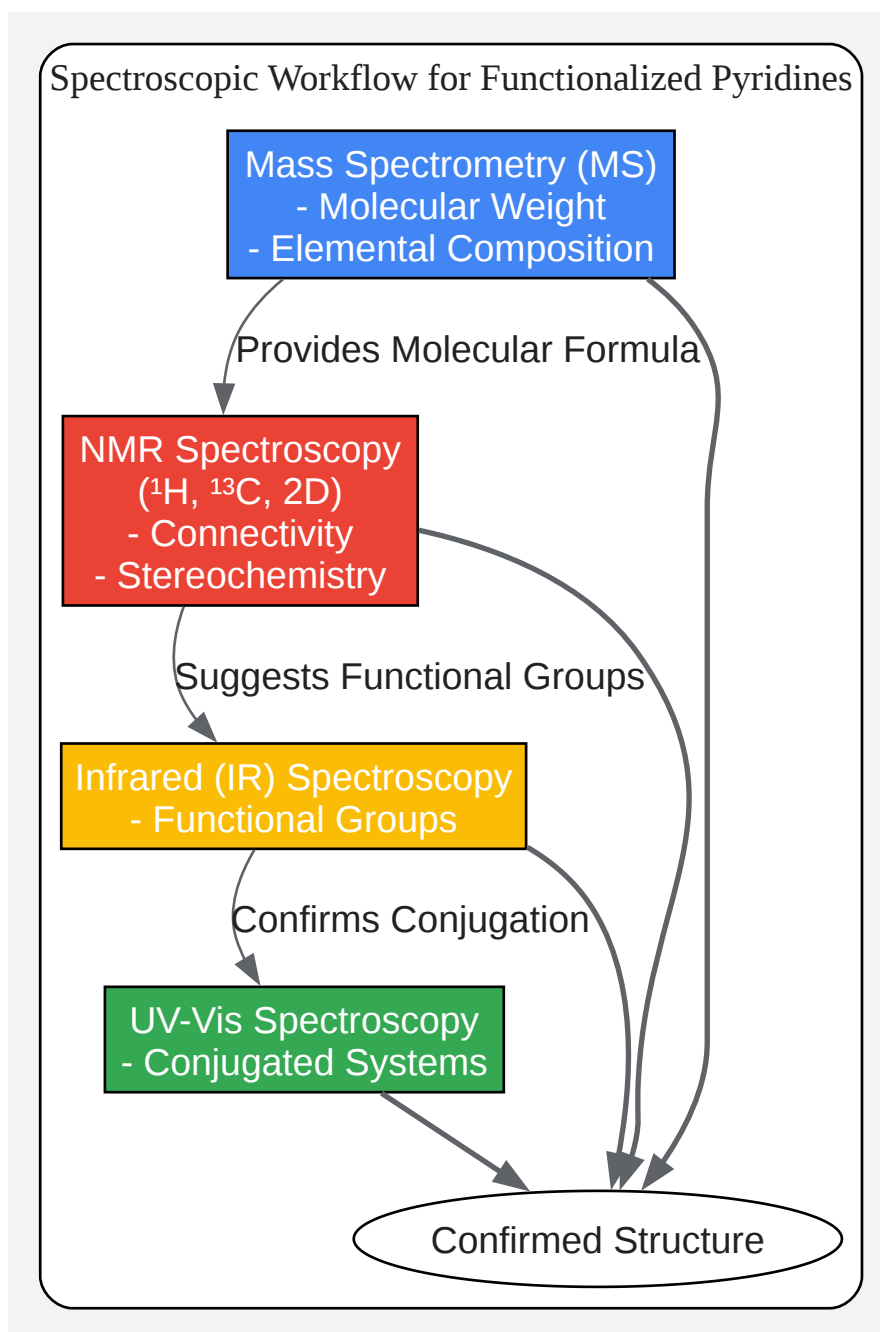 Spectroscopic Workflow for Functionalized Pyridines
Mass Spectrometry (MS)
- Molecular Weight
- Elemental Composition
Provides Molecular Formula
NMR Spectroscopy
(¹H, ¹³C, 2D)
- Connectivity
- Stereochemistry
Suggests Functional Groups
Infrared (IR) Spectroscopy
- Functional Groups
Confirms Conjugation
UV-Vis Spectroscopy
- Conjugated Systems
Confirmed Structure